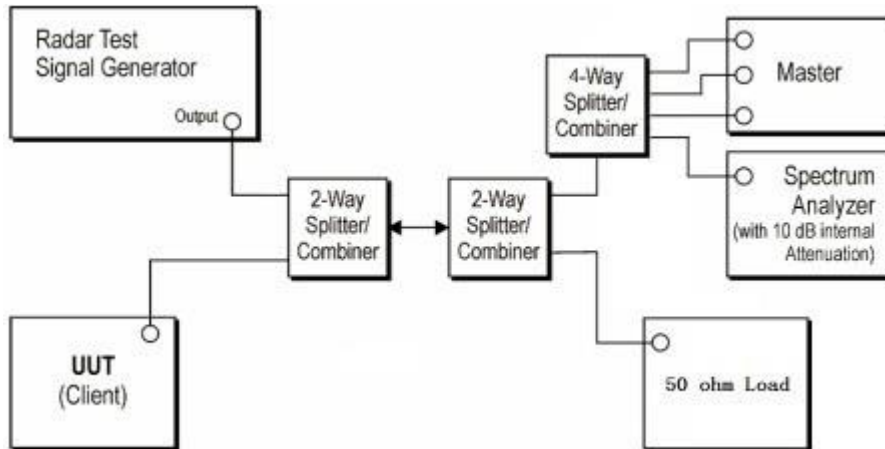 Radar Test
Signal Generator
Output
4-Way
Splitter/
Combiner
Master
2-Way
Splitter/
Combiner
2-Way
Splitter/
Combiner
Spectrum
Analyzer
(with 10 dB internal
Attenuation)
UUT
(Client)
50 ohm Load